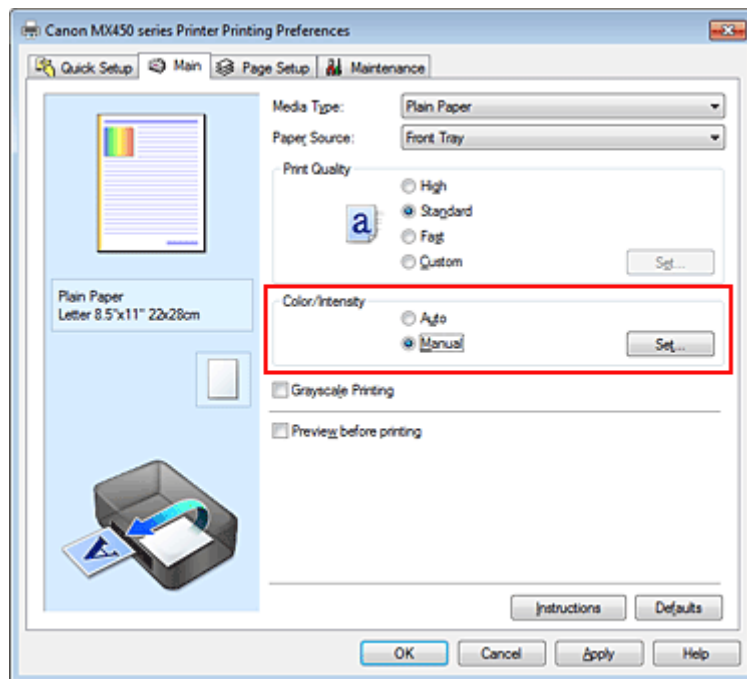 Canon MX450 series Printer Printing Preferences
Quick Setup Main Page Setup Maintenance
Media Type: Plain Paper
Paper Source: Front Tray
Print Quality
High
Standard
Fast
Custom Set...
a
Plain Paper
Letter 8.5"x11" 22x28cm
Color/Intensity
Auto
Manual Set...
Grayscale Printing
Preview before printing
A
Instructions Defaults
OK Cancel Apply Help